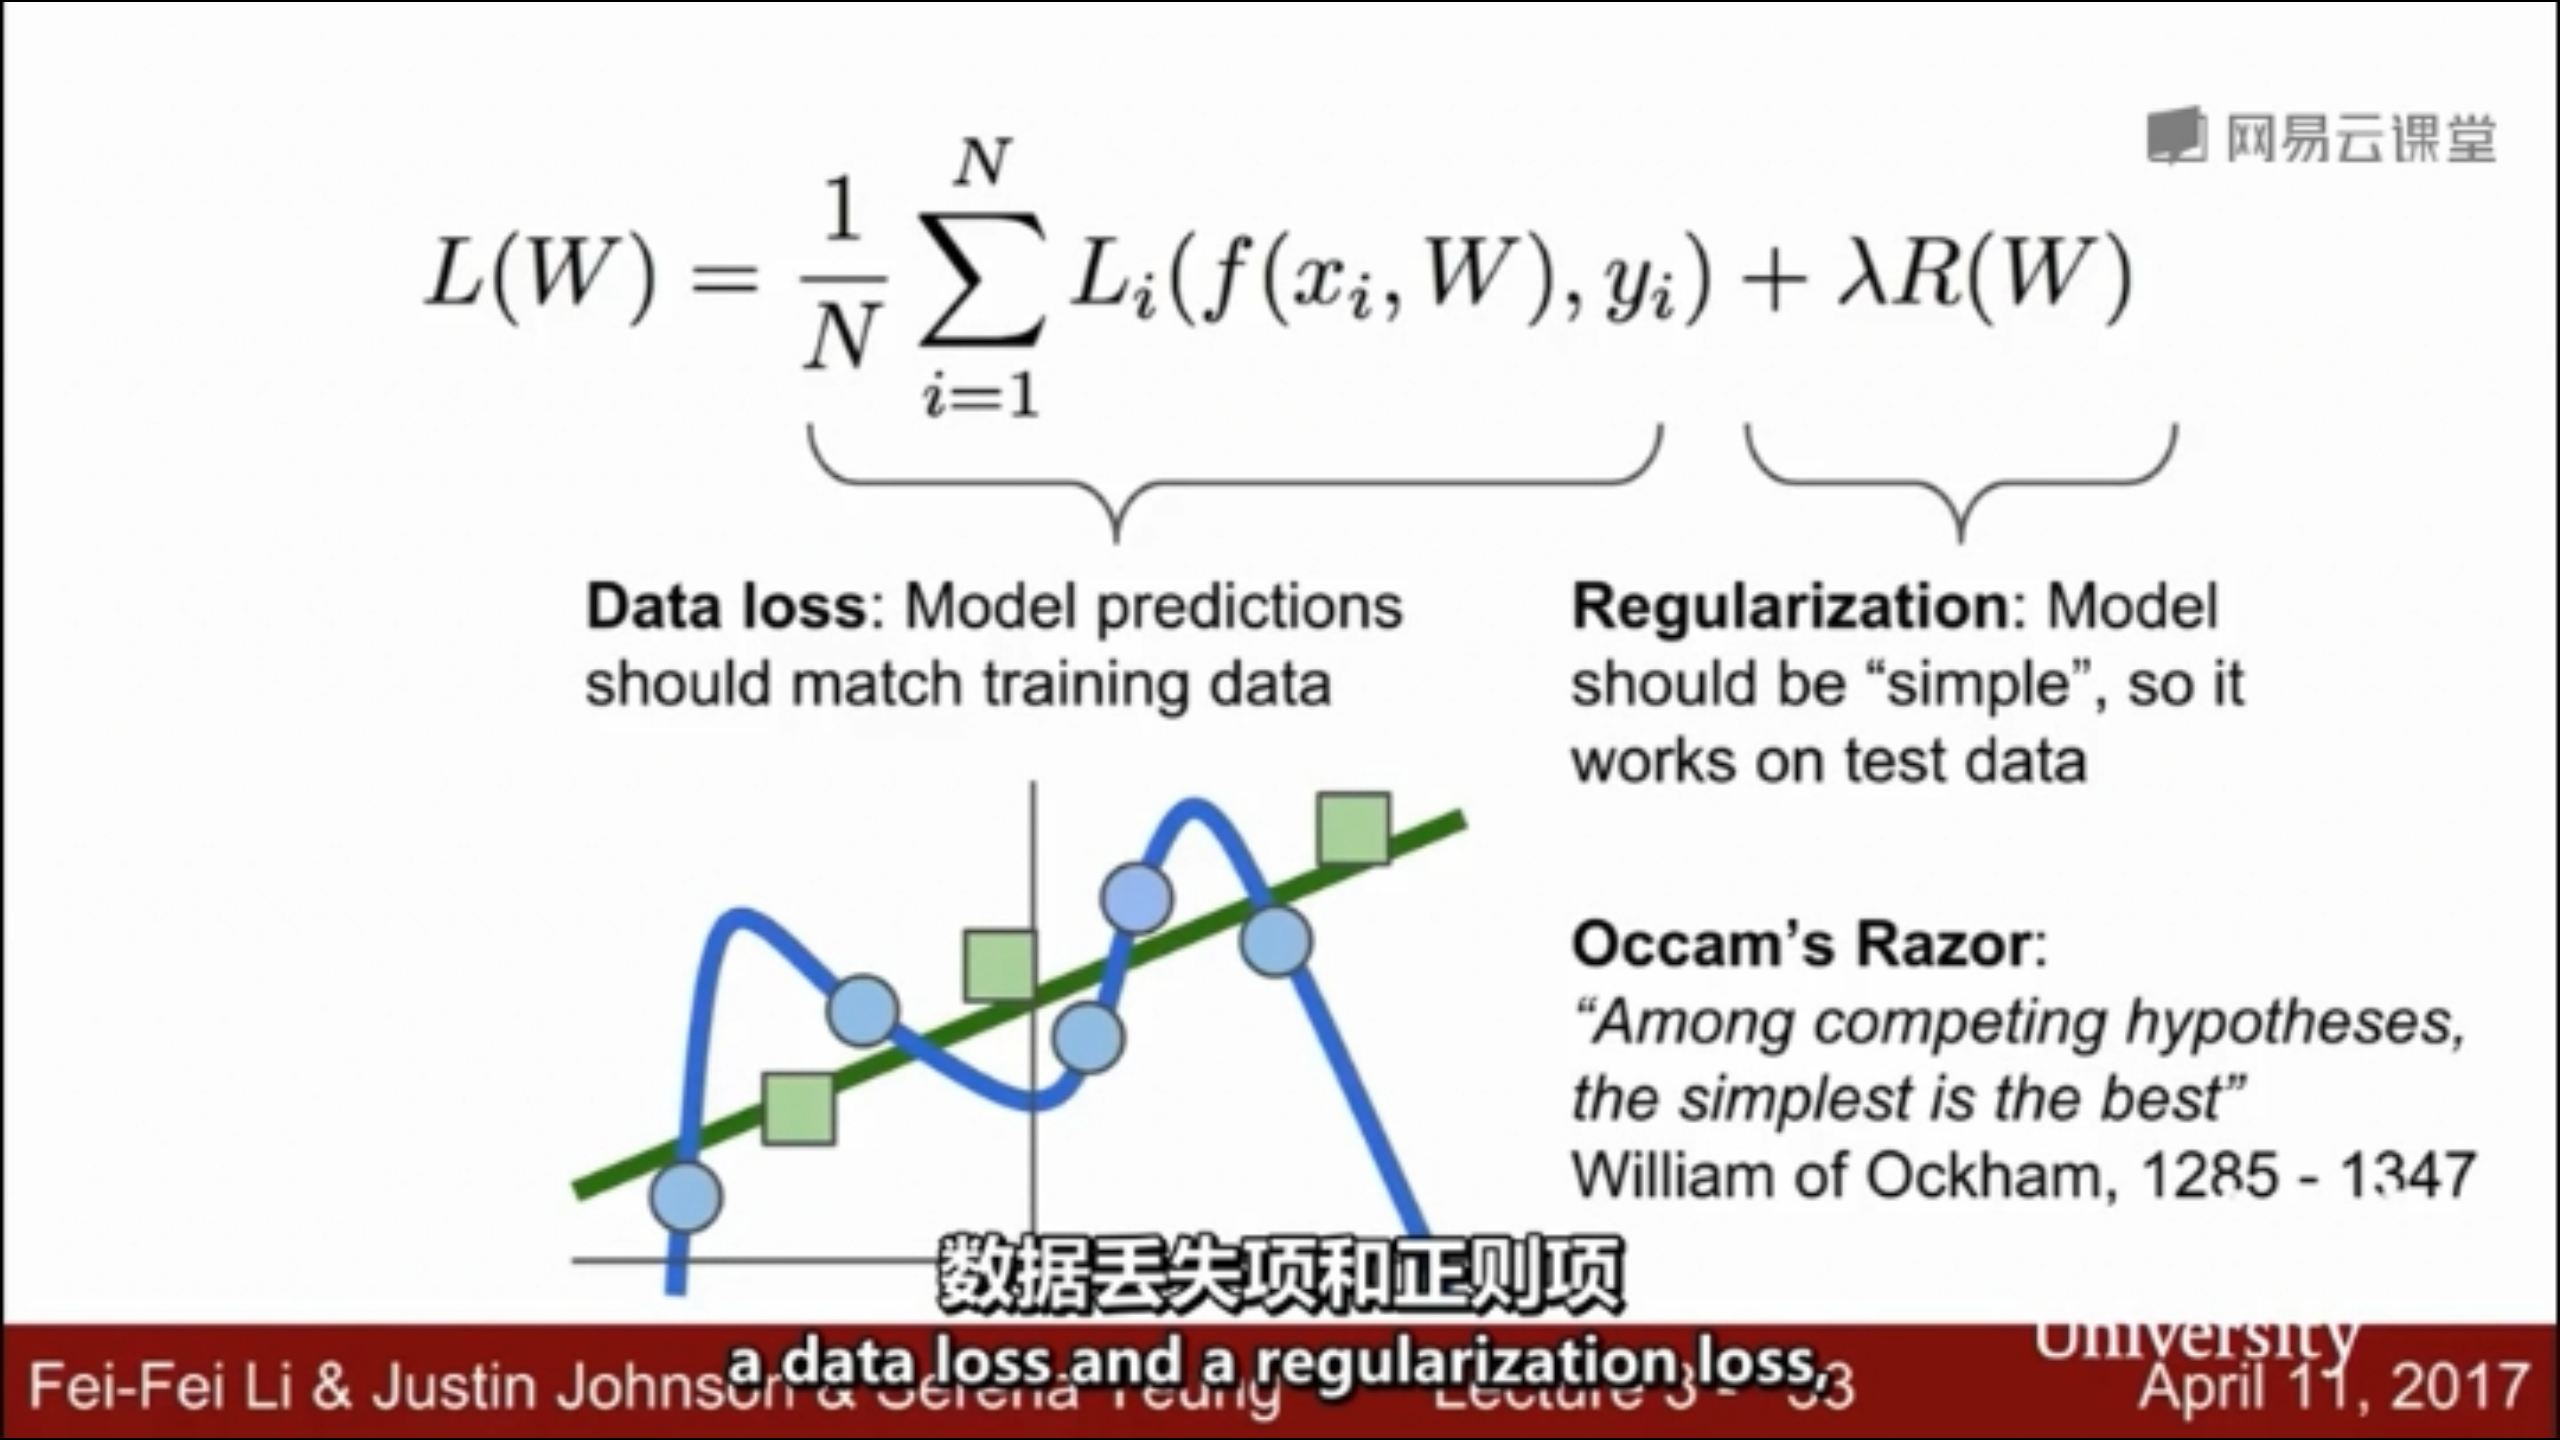 网易云课堂
L(W) = \frac{1}{N} \sum_{i=1}^{N} L_i(f(x_i, W), y_i) + λR(W)
Data loss: Model predictions
should match training data
Regularization: Model
should be “simple”, so it
works on test data
Occam’s Razor:
“Among competing hypotheses,
the simplest is the best”
William of Ockham, 1285 - 1347
数据丢失项和正则项
a data loss and a regularization loss,
University
Fei-Fei Li & Justin Johnson & Serena Yeung
Lecture 3 - 33
April 11, 2017